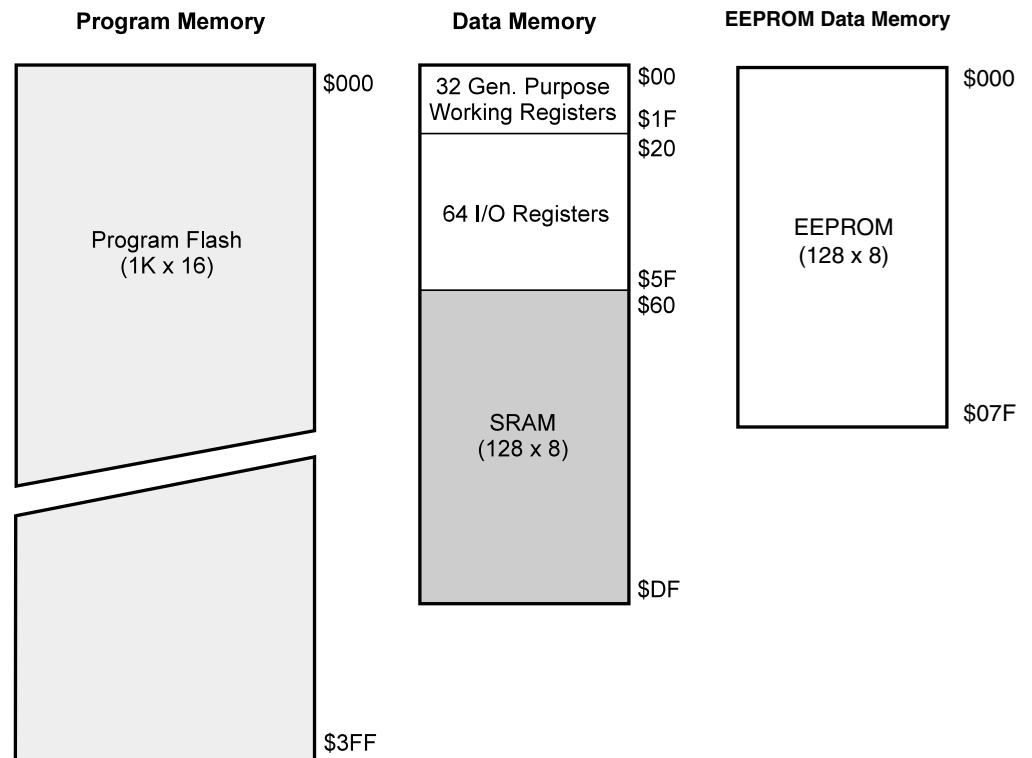 Program Memory
$000
Program Flash
(1K x 16)
$3FF
Data Memory
32 Gen. Purpose
Working Registers
$00
$1F
$20
64 I/O Registers
$5F
$60
SRAM
(128 x 8)
$DF
EEPROM Data Memory
$000
EEPROM
(128 x 8)
$07F